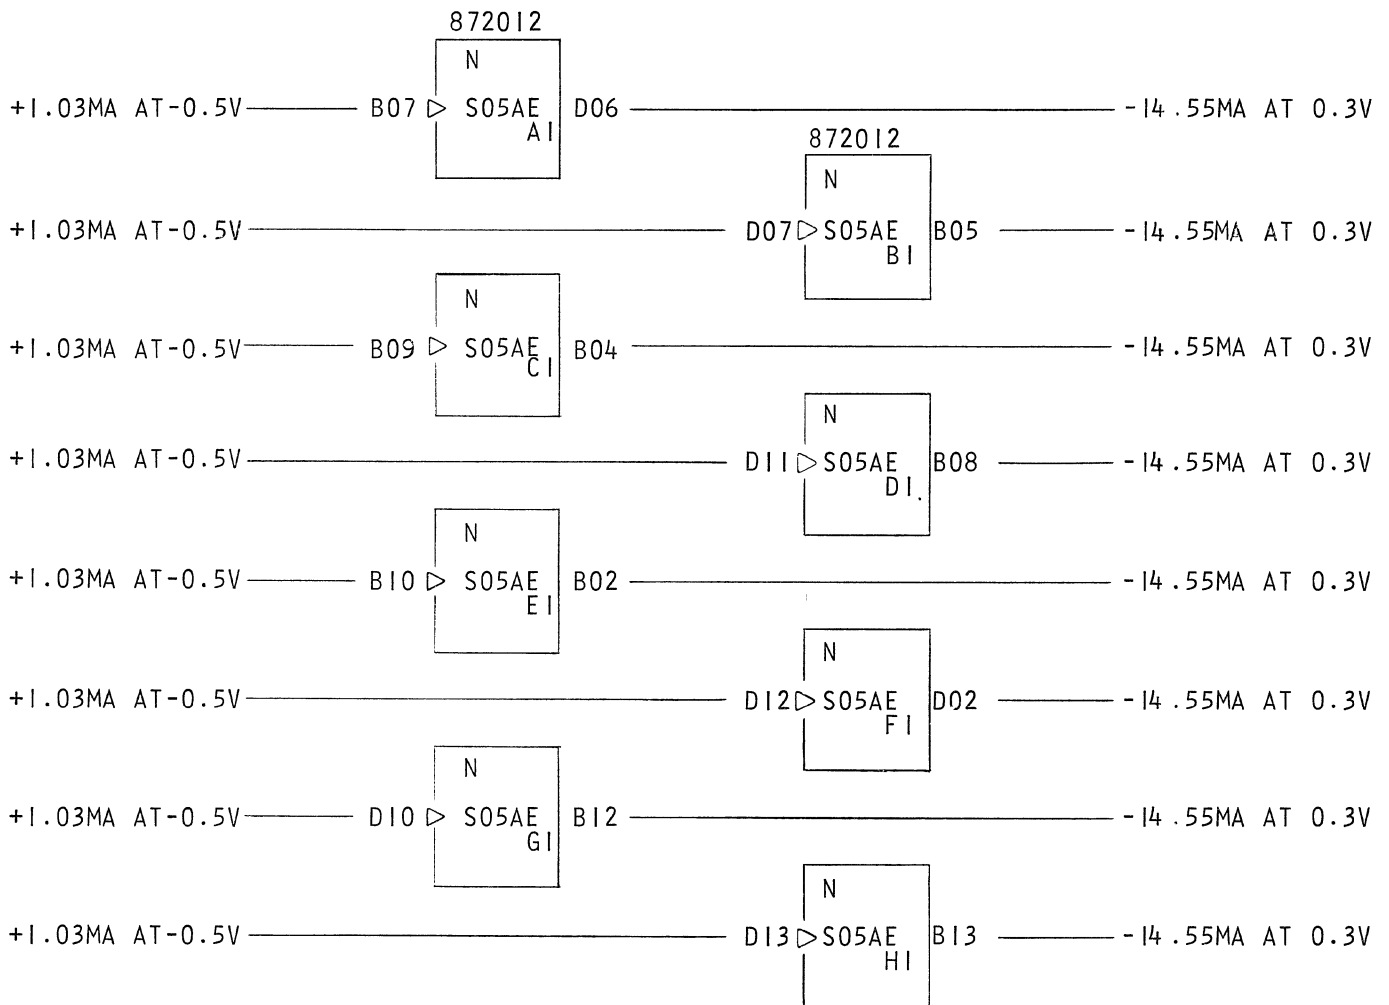 872012
N
+1.03MA AT-0.5V B07 S05AE D06 -14.55MA AT 0.3V
A1
872012
N
+1.03MA AT-0.5V D07 S05AE B05 -14.55MA AT 0.3V
B1
N
+1.03MA AT-0.5V B09 S05AE B04 -14.55MA AT 0.3V
C1
N
+1.03MA AT-0.5V D11 S05AE B08 -14.55MA AT 0.3V
D1.
N
+1.03MA AT-0.5V B10 S05AE B02 -14.55MA AT 0.3V
E1
N
+1.03MA AT-0.5V D12 S05AE D02 -14.55MA AT 0.3V
F1
N
+1.03MA AT-0.5V D10 S05AE B12 -14.55MA AT 0.3V
G1
N
+1.03MA AT-0.5V D13 S05AE B13 -14.55MA AT 0.3V
H1